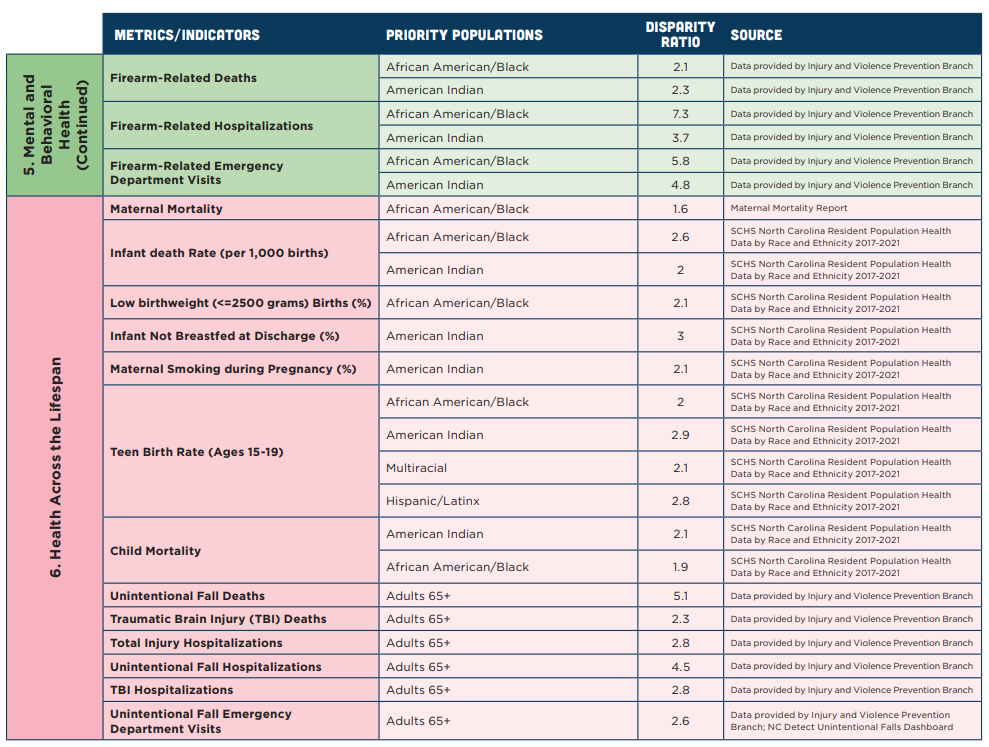 METRICS/INDICATORS PRIORITY POPULATIONS DISPARITY RATIO SOURCE
5. Mental and
Behavioral
Health
(Continued)
Firearm-Related Deaths
African American/Black 2.1 Data provided by Injury and Violence Prevention Branch
American Indian 2.3 Data provided by Injury and Violence Prevention Branch
Firearm-Related Hospitalizations
African American/Black 7.3 Data provided by Injury and Violence Prevention Branch
American Indian 3.7 Data provided by Injury and Violence Prevention Branch
Firearm-Related Emergency
Department Visits
African American/Black 5.8 Data provided by Injury and Violence Prevention Branch
American Indian 4.8 Data provided by Injury and Violence Prevention Branch
6. Health Across the Lifespan
Maternal Mortality African American/Black 1.6 Maternal Mortality Report
Infant death Rate (per 1,000 births)
African American/Black 2.6 SCHS North Carolina Resident Population Health
Data by Race and Ethnicity 2017-2021
American Indian 2 SCHS North Carolina Resident Population Health
Data by Race and Ethnicity 2017-2021
Low birthweight (<=2500 grams) Births (%) African American/Black 2.1 SCHS North Carolina Resident Population Health
Data by Race and Ethnicity 2017-2021
Infant Not Breastfed at Discharge (%) American Indian 3 SCHS North Carolina Resident Population Health
Data by Race and Ethnicity 2017-2021
Maternal Smoking during Pregnancy (%) American Indian 2.1 SCHS North Carolina Resident Population Health
Data by Race and Ethnicity 2017-2021
Teen Birth Rate (Ages 15-19)
African American/Black 2 SCHS North Carolina Resident Population Health
Data by Race and Ethnicity 2017-2021
American Indian 2.9 SCHS North Carolina Resident Population Health
Data by Race and Ethnicity 2017-2021
Multiracial 2.1 SCHS North Carolina Resident Population Health
Data by Race and Ethnicity 2017-2021
Hispanic/Latinx 2.8 SCHS North Carolina Resident Population Health
Data by Race and Ethnicity 2017-2021
Child Mortality
American Indian 2.1 SCHS North Carolina Resident Population Health
Data by Race and Ethnicity 2017-2021
African American/Black 1.9 SCHS North Carolina Resident Population Health
Data by Race and Ethnicity 2017-2021
Unintentional Fall Deaths Adults 65+ 5.1 Data provided by Injury and Violence Prevention Branch
Traumatic Brain Injury (TBI) Deaths Adults 65+ 2.3 Data provided by Injury and Violence Prevention Branch
Total Injury Hospitalizations Adults 65+ 2.8 Data provided by Injury and Violence Prevention Branch
Unintentional Fall Hospitalizations Adults 65+ 4.5 Data provided by Injury and Violence Prevention Branch
TBI Hospitalizations Adults 65+ 2.8 Data provided by Injury and Violence Prevention Branch
Unintentional Fall Emergency
Department Visits
Adults 65+ 2.6 Data provided by Injury and Violence Prevention
Branch; NC Detect Unintentional Falls Dashboard